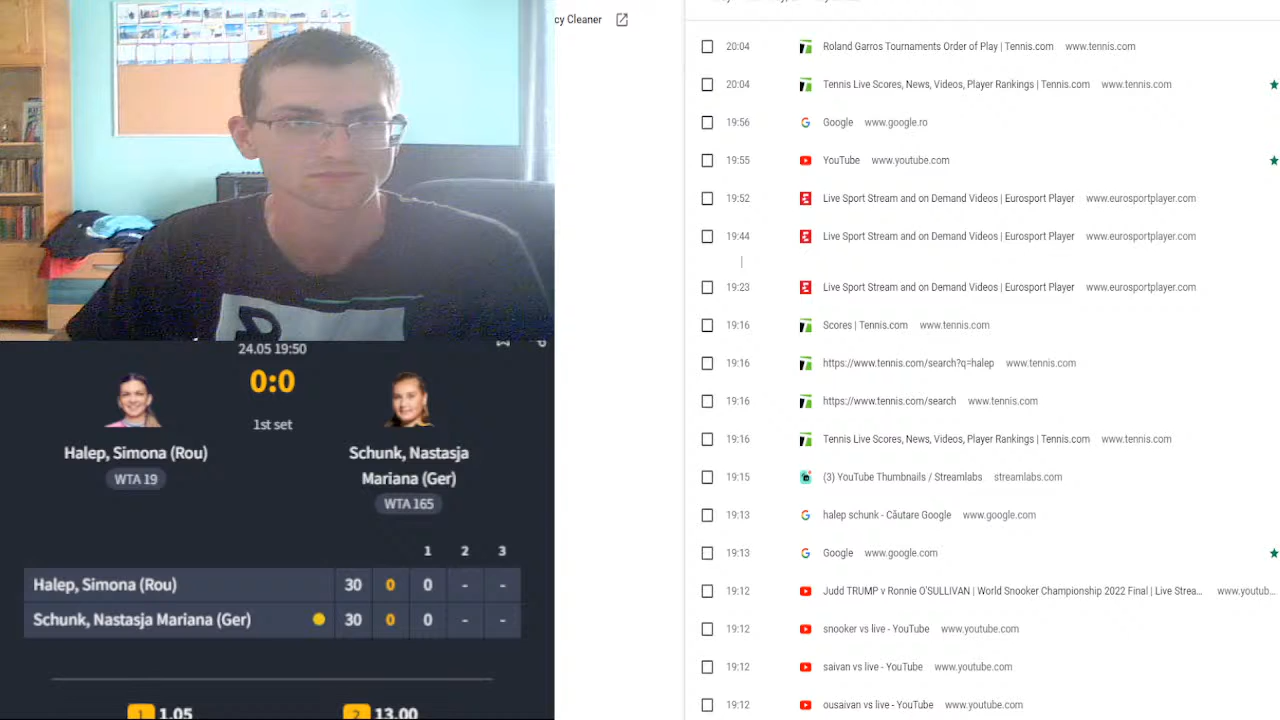 cy Cleaner
20:04 Roland Garros Tournaments Order of Play | Tennis.com www.tennis.com
20:04 Tennis Live Scores, News, Videos, Player Rankings | Tennis.com www.tennis.com
19:56 Google www.google.ro
19:55 YouTube www.youtube.com
19:52 Live Sport Stream and on Demand Videos | Eurosport Player www.eurosportplayer.com
19:44 Live Sport Stream and on Demand Videos | Eurosport Player www.eurosportplayer.com
19:23 Live Sport Stream and on Demand Videos | Eurosport Player www.eurosportplayer.com
19:16 Scores | Tennis.com www.tennis.com
19:16 https://www.tennis.com/search?q=halep www.tennis.com
19:16 https://www.tennis.com/search www.tennis.com
19:16 Tennis Live Scores, News, Videos, Player Rankings | Tennis.com www.tennis.com
19:15 (3) YouTube Thumbnails / Streamlabs streamlabs.com
19:13 halep schunk - Căutare Google www.google.com
19:13 Google www.google.com
19:12 Judd TRUMP v Ronnie O'SULLIVAN | World Snooker Championship 2022 Final | Live Strea... www.youtub...
19:12 snooker vs live - YouTube www.youtube.com
19:12 saivan vs live - YouTube www.youtube.com
19:12 ousaivan vs live - YouTube www.youtube.com
24.05 19:50
0:0
1st set
Halep, Simona (Rou)
WTA 19
Schunk, Nastasja
Mariana (Ger)
WTA 165
1 2 3
Halep, Simona (Rou) 30 0 0 - -
Schunk, Nastasja Mariana (Ger) 30 0 0 - -
1 1.05 2 13.00